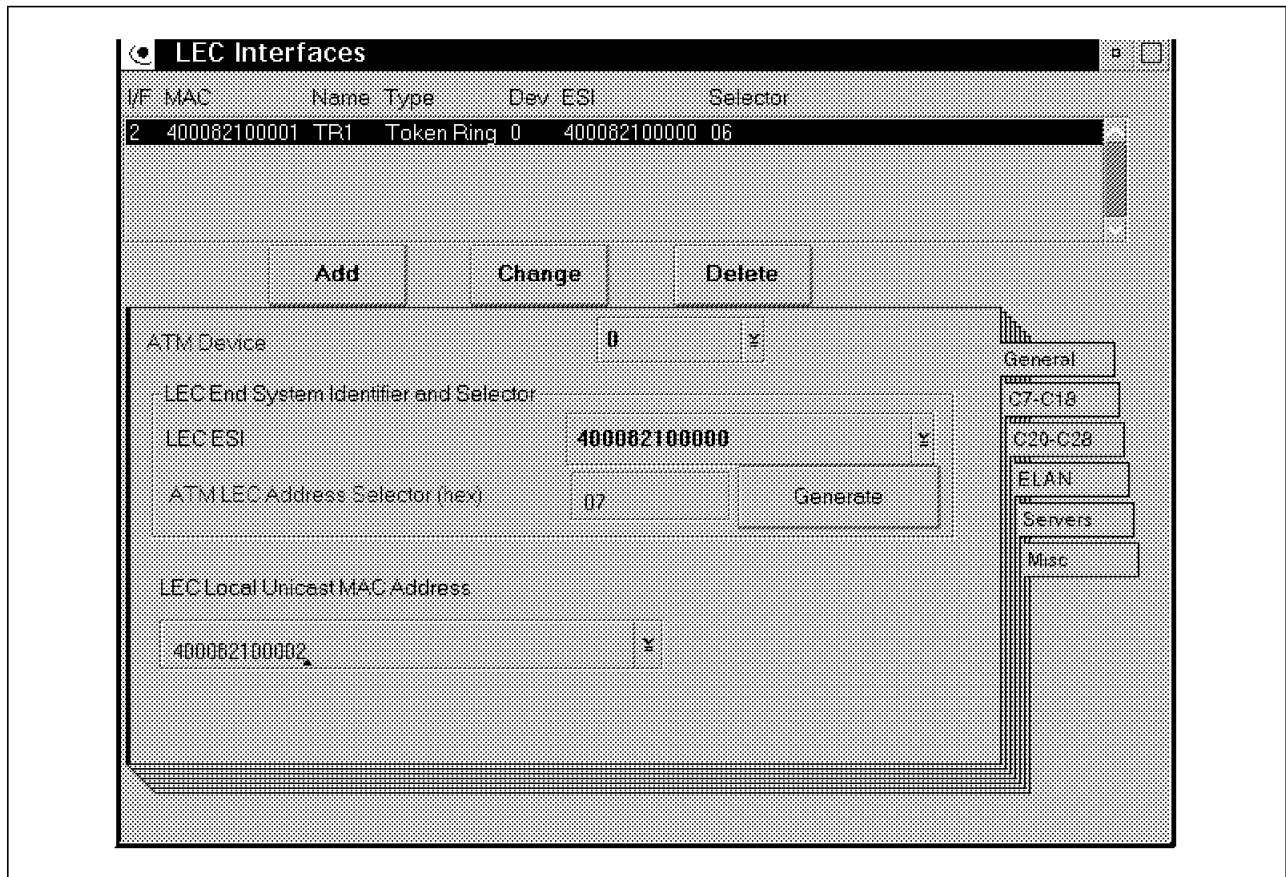 LEC Interfaces
I/F MAC Name Type Dev ESI Selector
2 400082100001 TR1 Token Ring 0 400082100000 06
Add Change Delete
ATM Device 0
General
LEC End System Identifier and Selector
C7-C18
LEC ESI 400082100000
C20-C28
ATM LEC Address Selector (hex) 07 Generate
ELAN
Servers
Misc
LEC Local Unicast MAC Address
400082100002